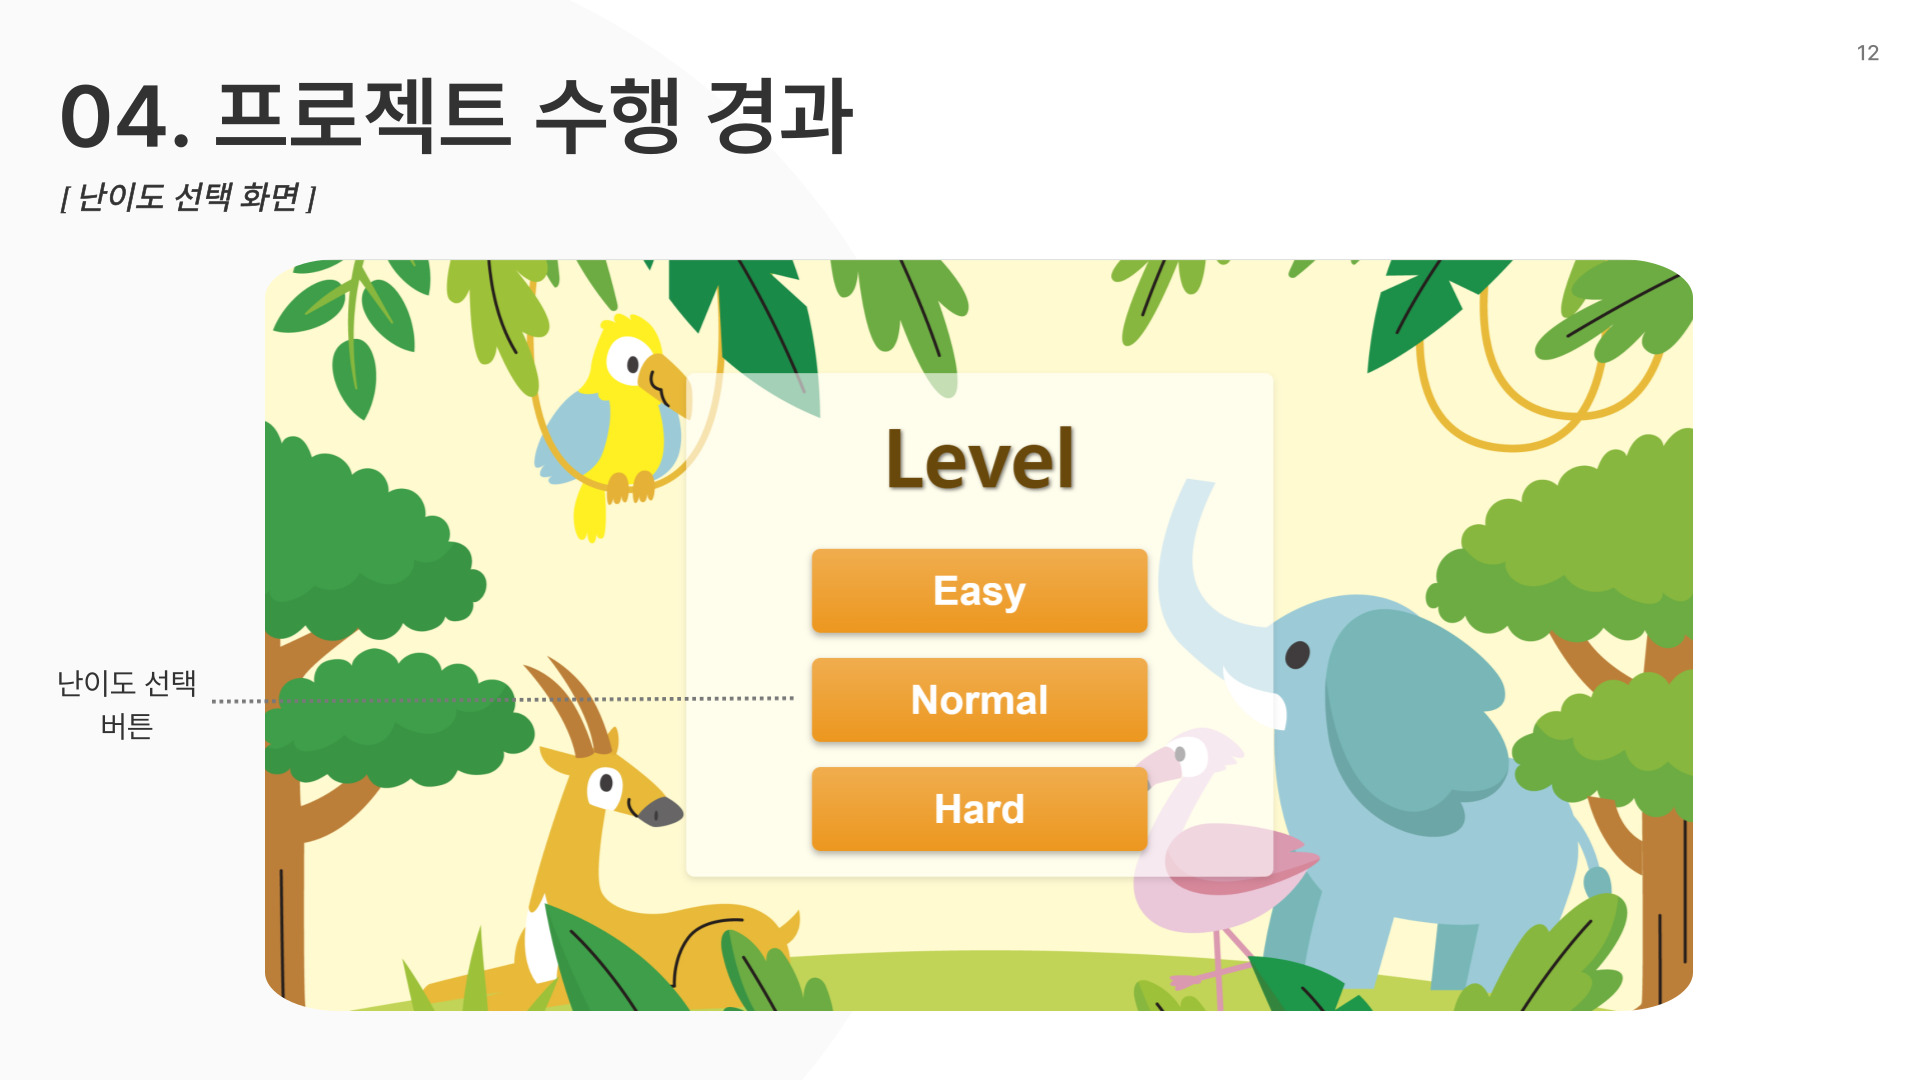 12
04. 프로젝트 수행 경과
[ 난이도 선택 화면 ]
Level
Easy
난이도 선택
버튼
Normal
Hard